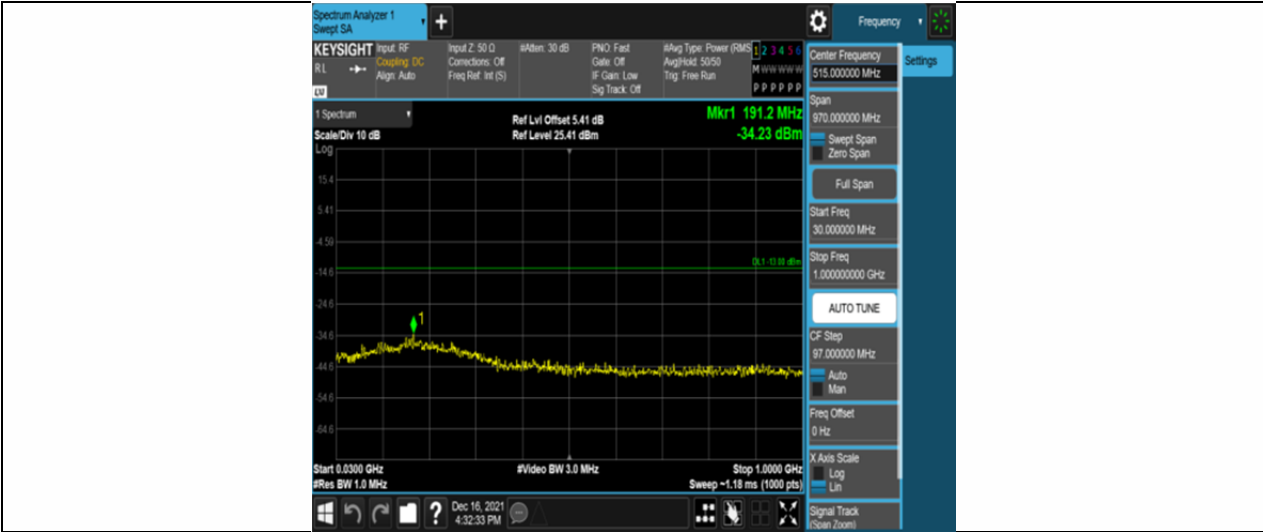 Spectrum Analyzer 1
Swept SA
+
Frequency
KEYSIGHT
RL
LV
Input: RF
Coupling: DC
Align: Auto
Input Z: 50 Ω
Corrections: Off
Freq Ref: Int (S)
#Atten: 30 dB
PNO: Fast
Gate: Off
IF Gain: Low
Sig Track: Off
#Avg Type: Power (RMS
Avg|Hold: 50/50
Trig: Free Run
1 2 3 4 5 6
M W W W W W
P P P P P P
Center Frequency
515.000000 MHz
Settings
Span
970.000000 MHz
Swept Span
Zero Span
Full Span
Start Freq
30.000000 MHz
Stop Freq
1.000000000 GHz
AUTO TUNE
CF Step
97.000000 MHz
Auto
Man
Freq Offset
0 Hz
X Axis Scale
Log
Lin
Signal Track
(Span Zoom)
1 Spectrum
Scale/Div 10 dB
Log
Ref Lvl Offset 5.41 dB
Ref Level 25.41 dBm
Mkr1 191.2 MHz
-34.23 dBm
15.4
5.41
-4.59
DL1 -13.00 dBm
-14.6
-24.6
1
-34.6
-44.6
-54.6
-64.6
Start 0.0300 GHz
#Video BW 3.0 MHz
Stop 1.0000 GHz
#Res BW 1.0 MHz
Sweep ~1.18 ms (1000 pts)
?
Dec 16, 2021
4:32:33 PM